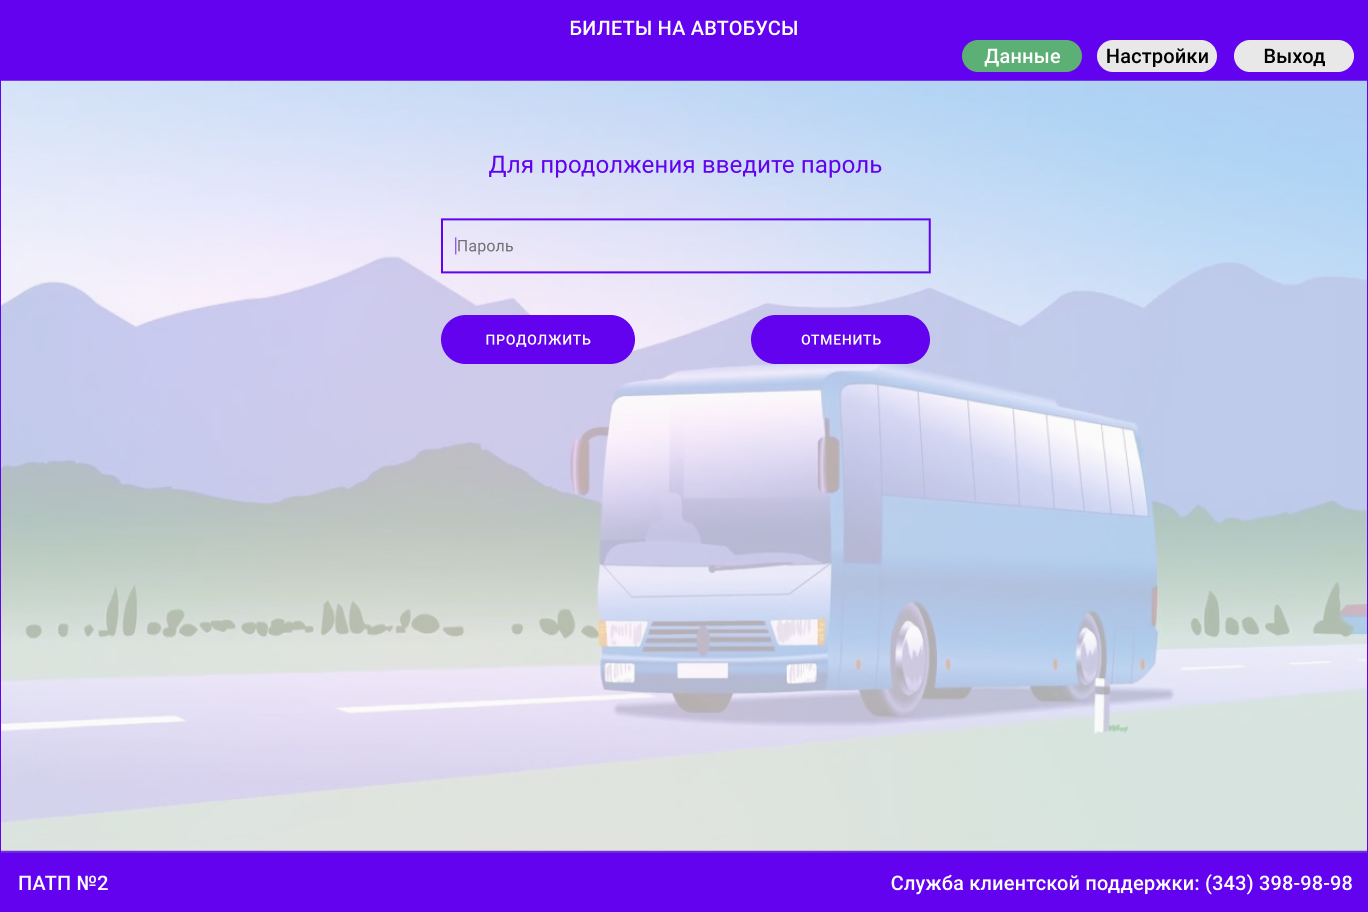 БИЛЕТЫ НА АВТОБУСЫ
Данные
Настройки
Выход
Для продолжения введите пароль
Пароль
ПРОДОЛЖИТЬ
ОТМЕНИТЬ
ПАТП №2
Служба клиентской поддержки: (343) 398-98-98